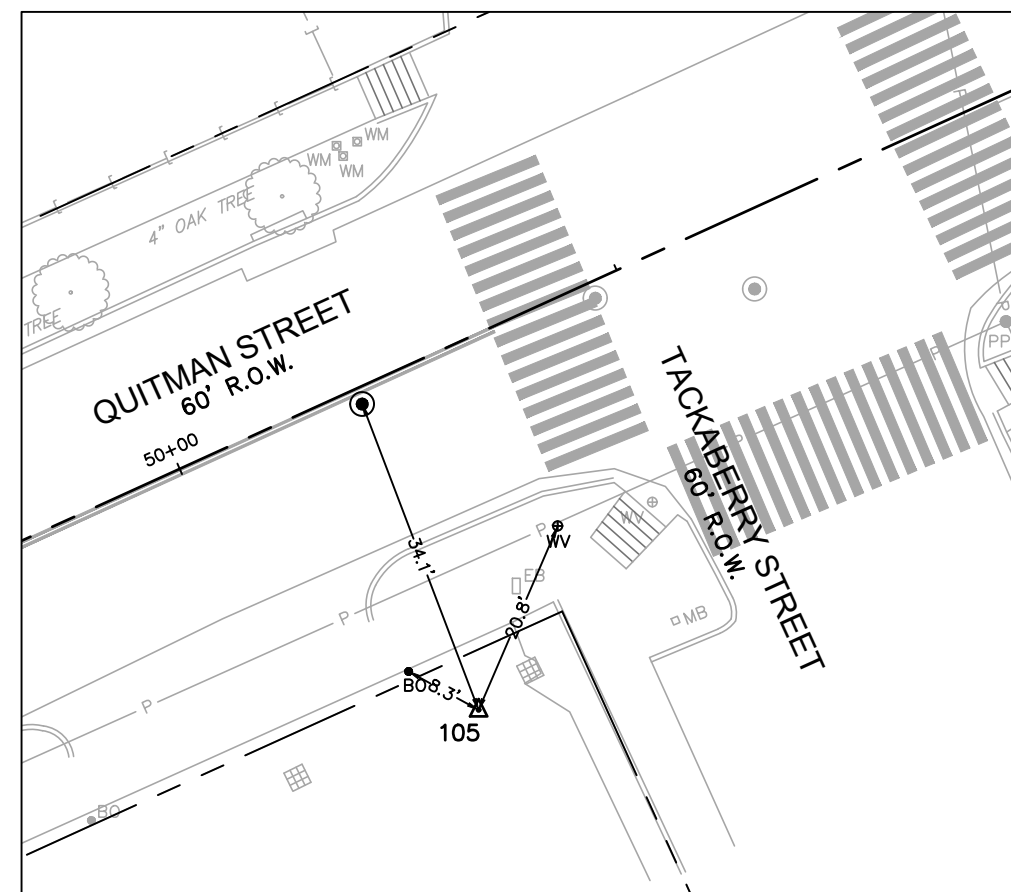 WM
WM
WM
4" OAK TREE
TREE
QUITMAN STREET
60' R.O.W.
50+00
P
P
PP
P
TACKABERRY STREET
60' R.O.W.
34.1'
P
WV
WV
EB
20.8'
MB
P
BO
8.3'
105
P
BO